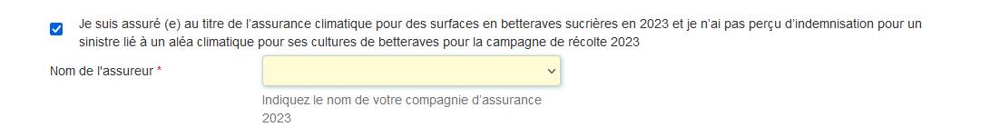 Je suis assuré (e) au titre de l’assurance climatique pour des surfaces en betteraves sucrières en 2023 et je n’ai pas perçu d’indemnisation pour un
sinistre lié à un aléa climatique pour ses cultures de betteraves pour la campagne de récolte 2023
Nom de l'assureur *
Indiquez le nom de votre compagnie d’assurance
2023